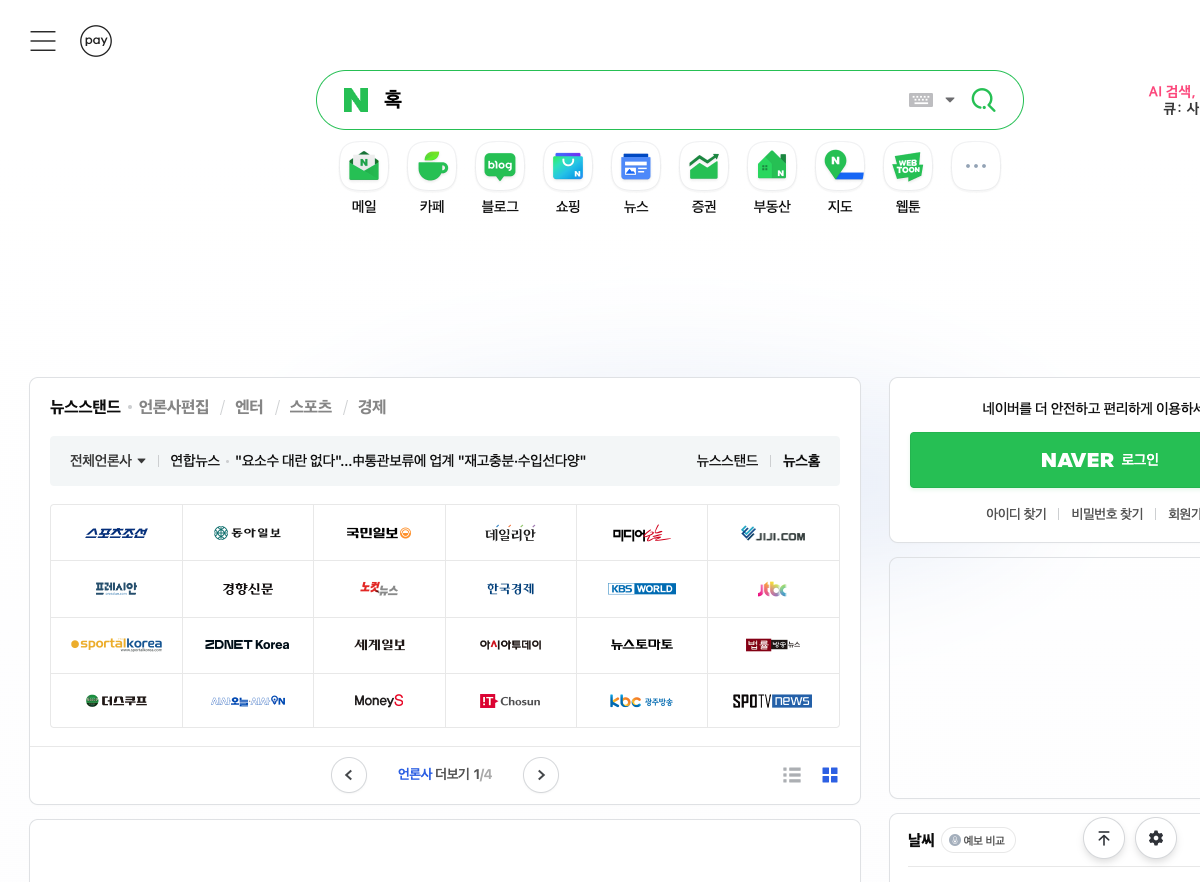 pay
N 혹
AI 검색,
큐: 사
N
blog
N
N
N
WEB TOON
메일 카페 블로그 쇼핑 뉴스 증권 부동산 지도 웹툰
뉴스스탠드 언론사편집 / 엔터 / 스포츠 / 경제
전체언론사 연합뉴스 "요소수 대란 없다"...中통관보류에 업계 "재고충분·수입선다양" 뉴스스탠드 뉴스홈
스포츠조선 동아일보 국민일보 데일리안 미디어오늘 JIJI.COM
프레시안 경향신문 노컷뉴스 한국경제 KBS WORLD jtbc
sportalkorea ZDNET Korea 세계일보 아시아투데이 뉴스토마토 법률방송뉴스
더스쿠프 시사오늘·시사ON MoneyS IT Chosun kbc 광주방송 SPOTV news
언론사 더보기 1/4
네이버를 더 안전하고 편리하게 이용하세
NAVER 로그인
아이디 찾기 비밀번호 찾기 회원가
날씨 예보 비교